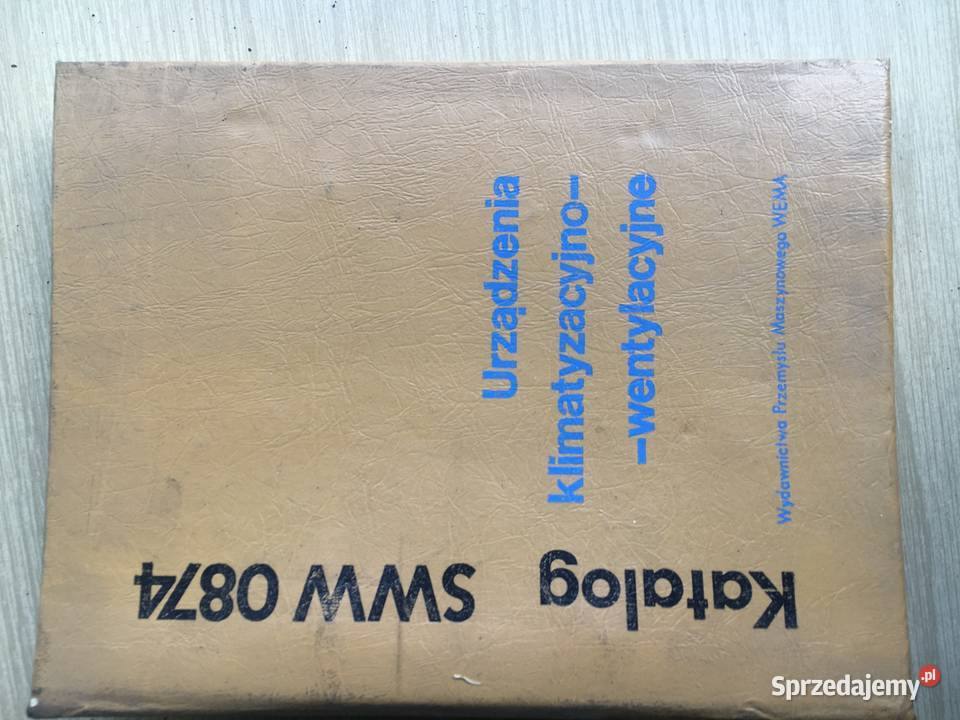 Katalog SWW 0874
Urządzenia
klimatyzacyjno-
-wentylacyjne
Wydawnictwa Przemysłu Maszynowego WEMA
Sprzedajemy.pl